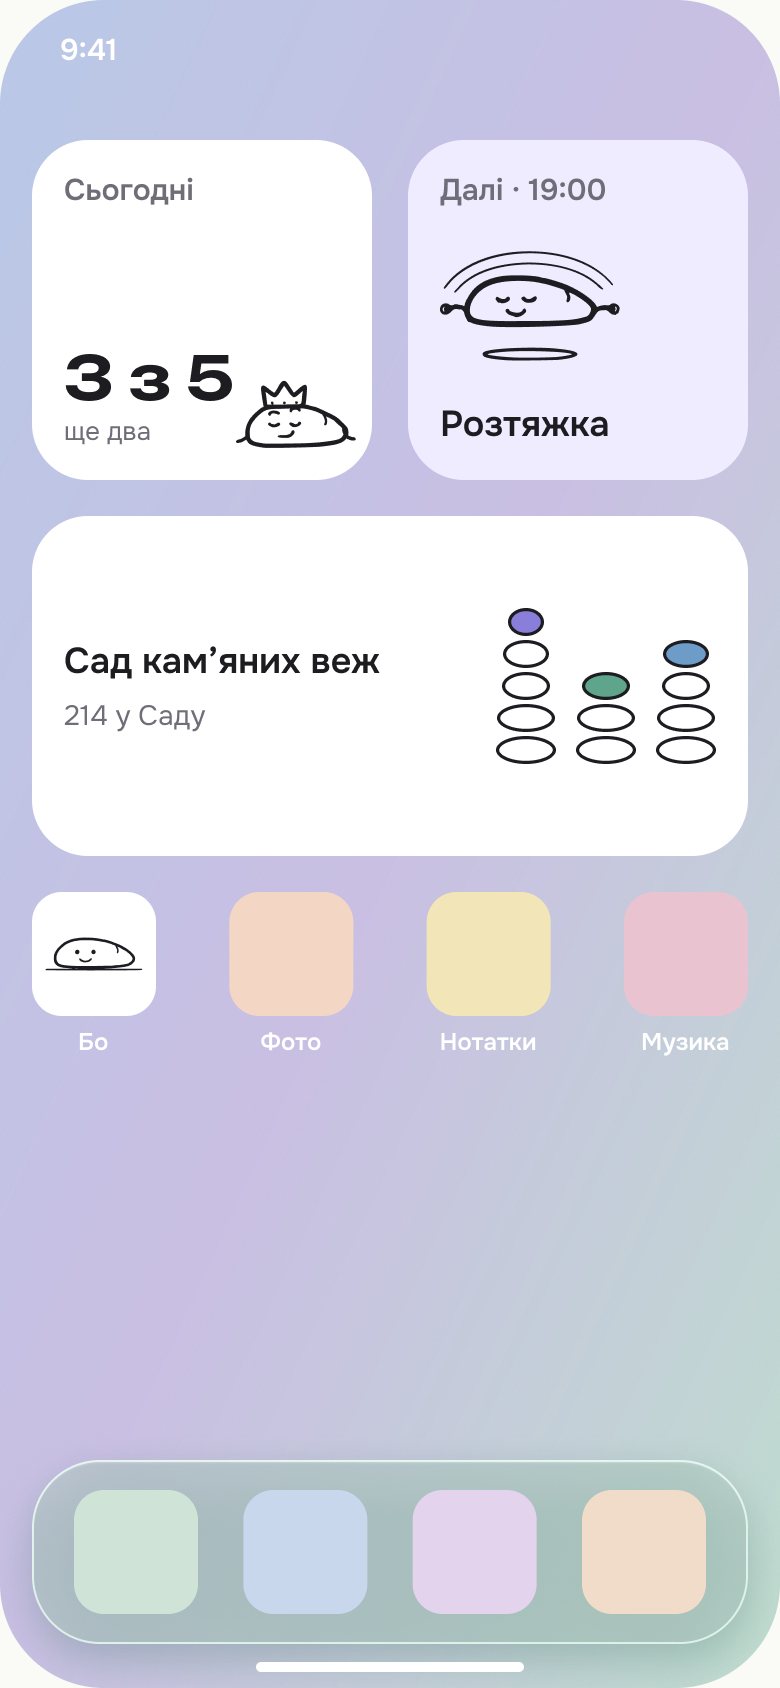 9:41
Сьогодні
3 з 5
ще два
Далі · 19:00
Розтяжка
Сад кам’яних веж
214 у Саду
Бо
Фото
Нотатки
Музика